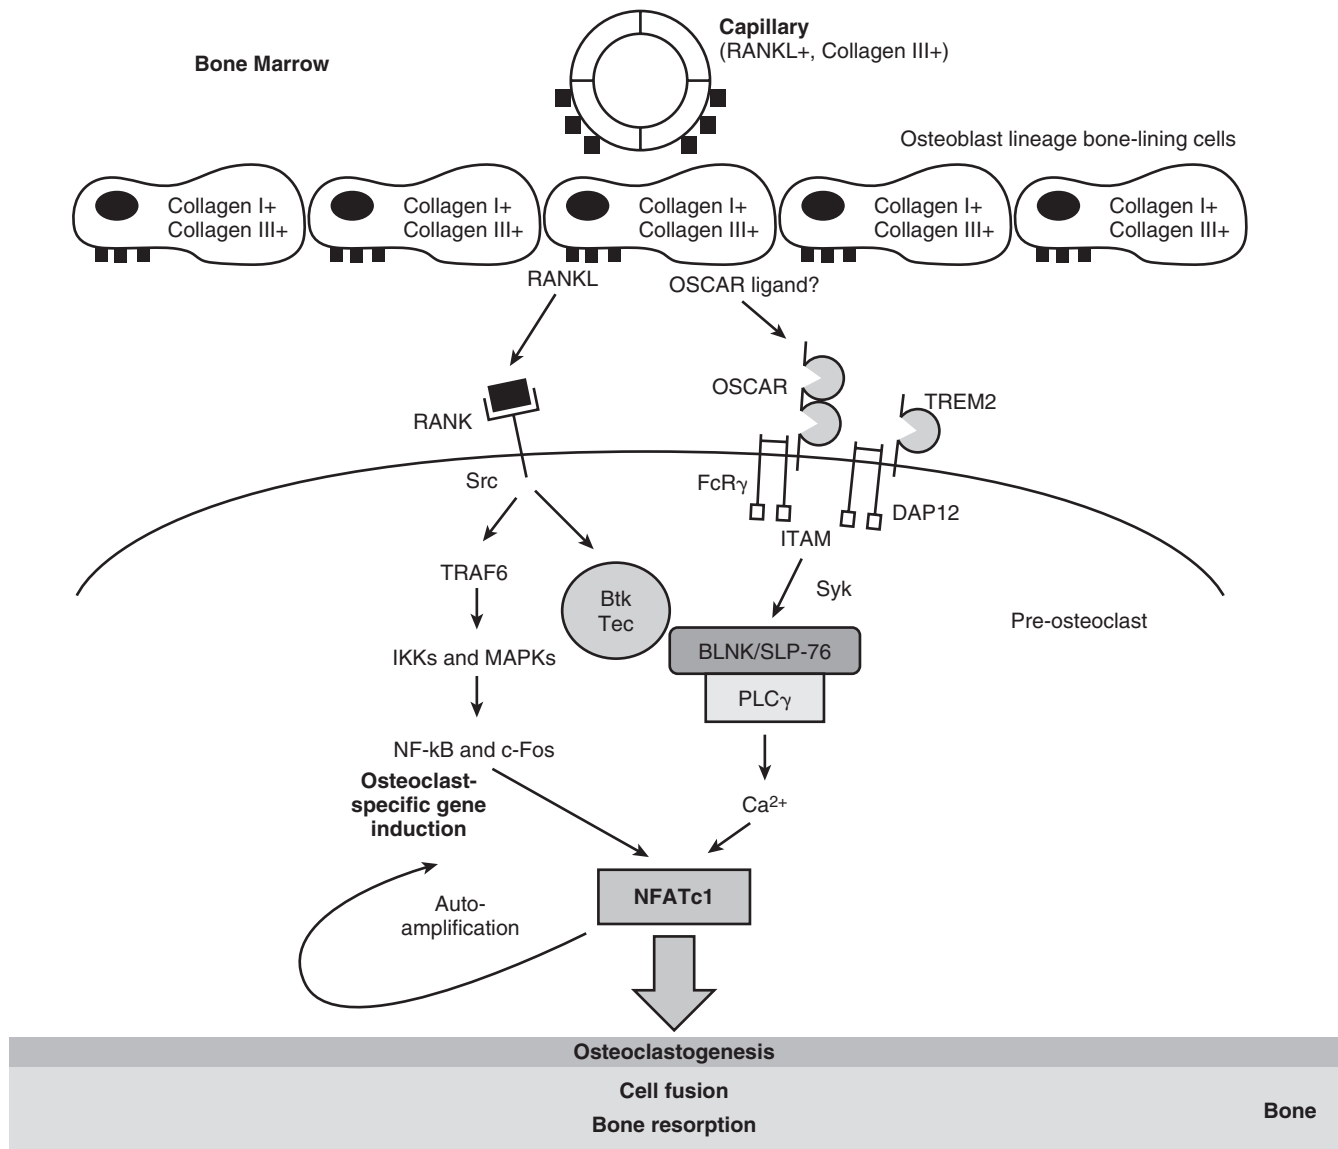 Capillary
(RANKL+, Collagen III+)
Bone Marrow
Osteoblast lineage bone-lining cells
Collagen I+
Collagen III+
Collagen I+
Collagen III+
Collagen I+
Collagen III+
Collagen I+
Collagen III+
Collagen I+
Collagen III+
RANKL
OSCAR ligand?
OSCAR
TREM2
RANK
Src
FcRγ
DAP12
ITAM
TRAF6
Btk
Tec
Syk
Pre-osteoclast
BLNK/SLP-76
IKKs and MAPKs
PLCγ
NF-kB and c-Fos
Osteoclast-
specific gene
induction
Ca²⁺
NFATc1
Auto-
amplification
Osteoclastogenesis
Cell fusion
Bone resorption
Bone